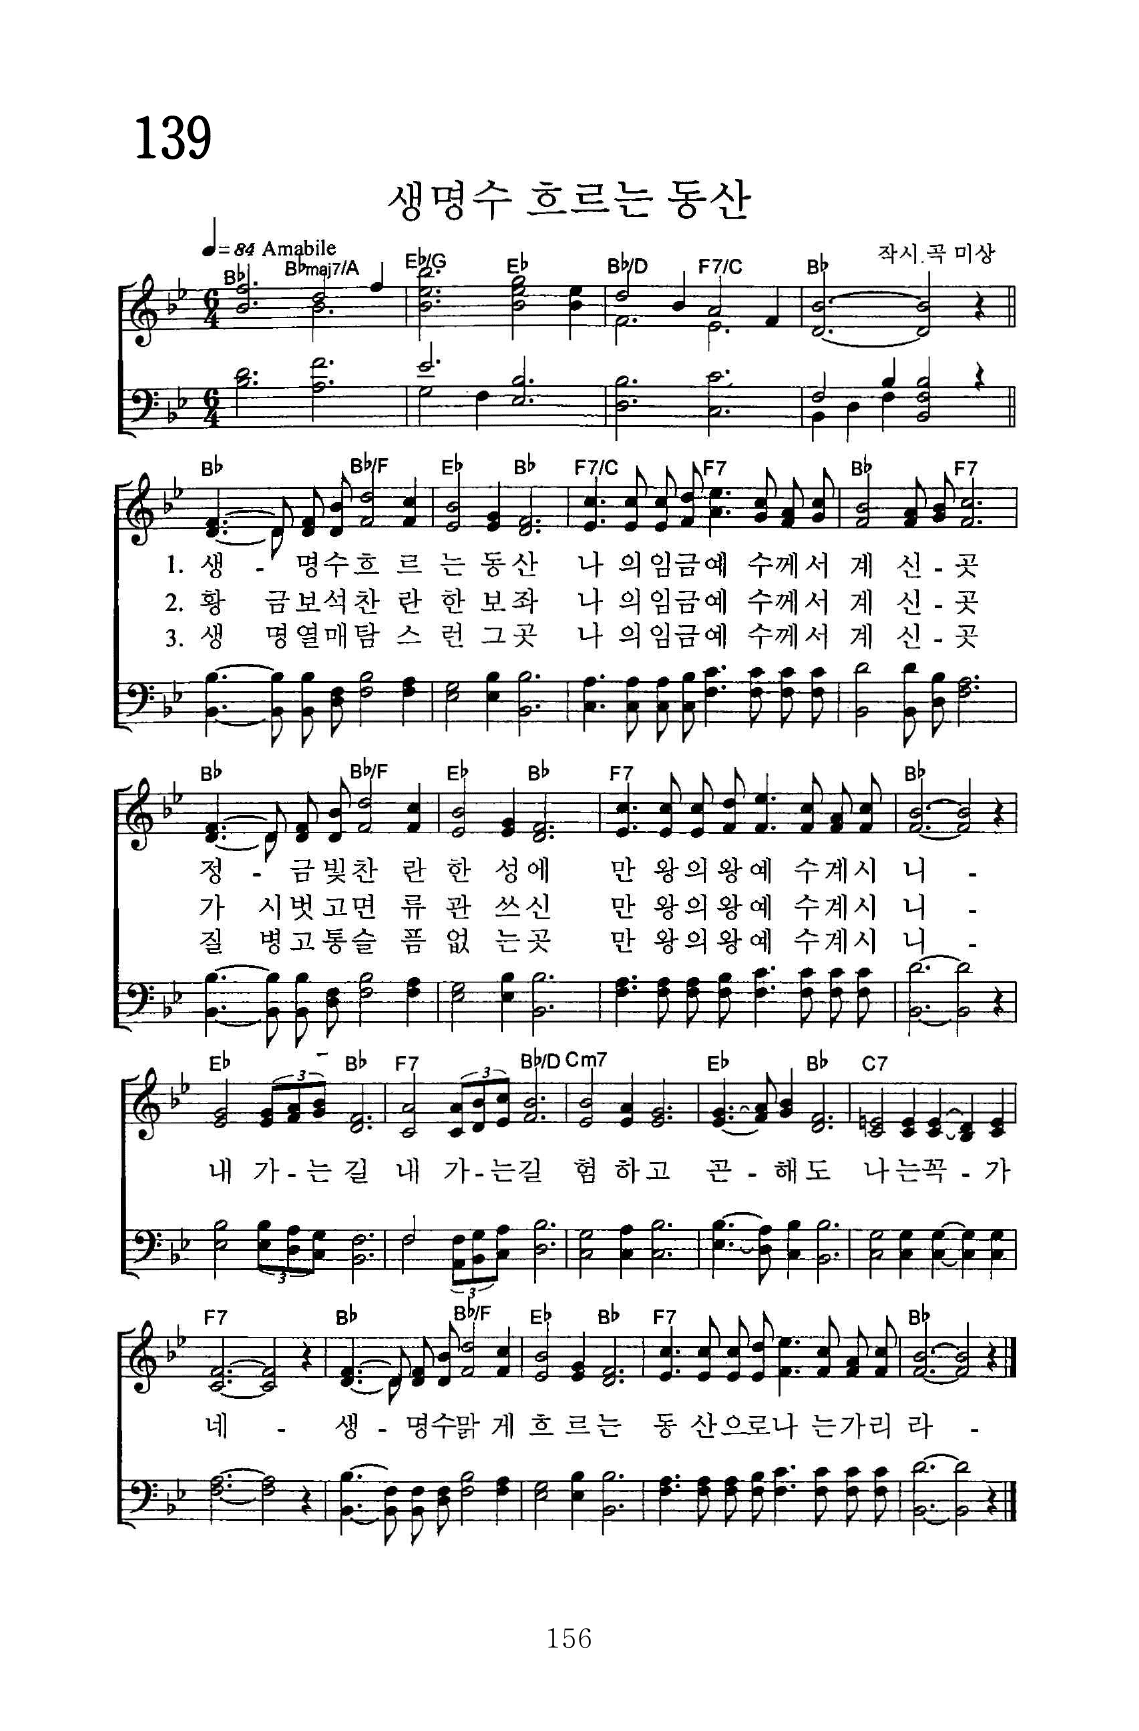 139
생명수 흐르는 동산
♩=84 Amabile
작시.곡 미상
B♭ B♭maj7/A E♭/G E♭ B♭/D F7/C B♭
B♭ B♭/F E♭ B♭ F7/C F7 B♭ F7
1. 생 - 명수흐 르 는 동산 나 의임금예 수께서 계 신 - 곳
2. 황 금보석찬 란 한 보좌 나 의임금예 수께서 계 신 - 곳
3. 생 명열매탐 스 런 그곳 나 의임금예 수께서 계 신 - 곳
B♭ B♭/F E♭ B♭ F7 B♭
정 - 금빛찬 란 한 성에 만 왕의왕예 수계시 니 -
가 시벗고면 류 관 쓰신 만 왕의왕예 수계시 니 -
질 병고통슬 픔 없 는곳 만 왕의왕예 수계시 니 -
E♭ B♭ F7 B♭/D Cm7 E♭ B♭ C7
내 가 - 는 길 내 가 - 는길 험 하고 곤 - 해도 나는꼭 - 가
F7 B♭ B♭/F E♭ B♭ F7 B♭
네 - 생 - 명수맑 게 흐 르 는 동 산으로나 는가리 라 -
156